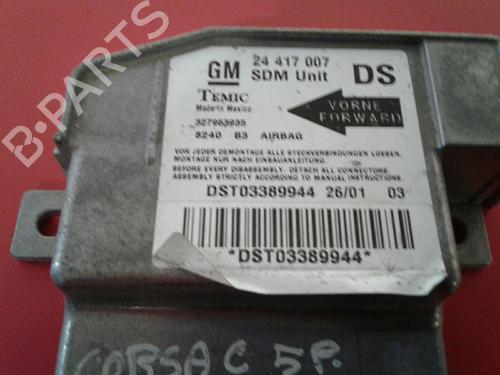 GM 24 417 007
SDM Unit DS
TEMIC
Made in Mexico
327963935
8240 B3 AIRBAG
VORNE
FORWARD
VOR JEDER DEMONTAGE ALLE STECKVERBINDUNGEN LOESEN.
MONTAGE NUR NACH EINBAUANLEITUNG.
BEFORE EVERY DISASSEMBLY, DETACH ALL CONNECTORS
ASSEMBLY STRICTLY ACCORDING TO MANUAL INSTRUCTIONS
DST03389944 26/01 03
*DST03389944*
CORSA C 5P.
B-PARTS